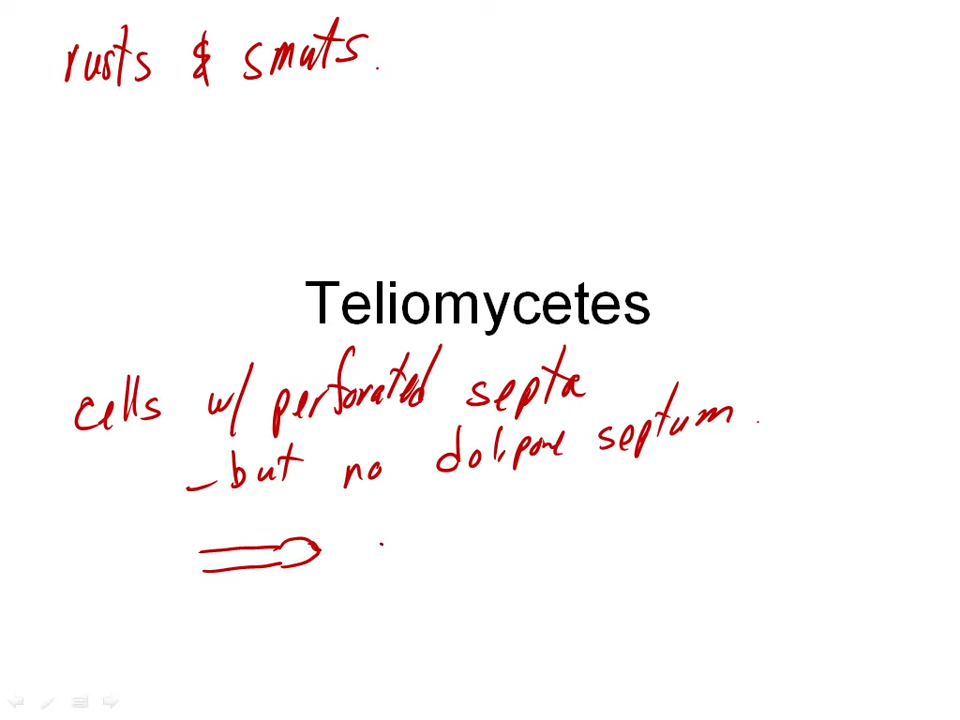 rusts & smuts.
Teliomycetes
cells w/ perforated septa
- but no dolipore septum.